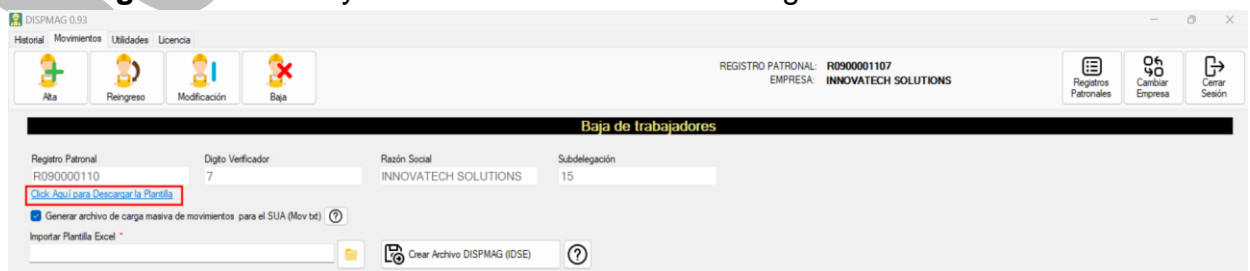 DISPMAG 0.93
Historial Movimientos Utilidades Licencia
Alta Reingreso Modificación Baja
REGISTRO PATRONAL: R0900001107
EMPRESA: INNOVATECH SOLUTIONS
Registros Patronales
Cambiar Empresa
Cerrar Sesión
Baja de trabajadores
Registro Patronal Digito Verificador Razón Social Subdelegación
R090000110 7 INNOVATECH SOLUTIONS 15
Click Aquí para Descargar la Plantilla
Generar archivo de carga masiva de movimientos para el SUA (Mov txt)
Importar Plantilla Excel *
Crear Archivo DISPMAG (IDSE)